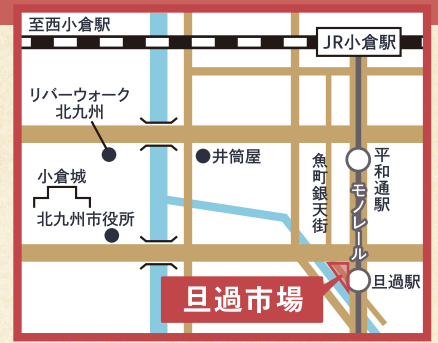 至西小倉駅
JR小倉駅
リバーウォーク
北九州
井筒屋
魚町銀天街
平和通駅
小倉城
北九州市役所
モノレール
旦過駅
旦過市場